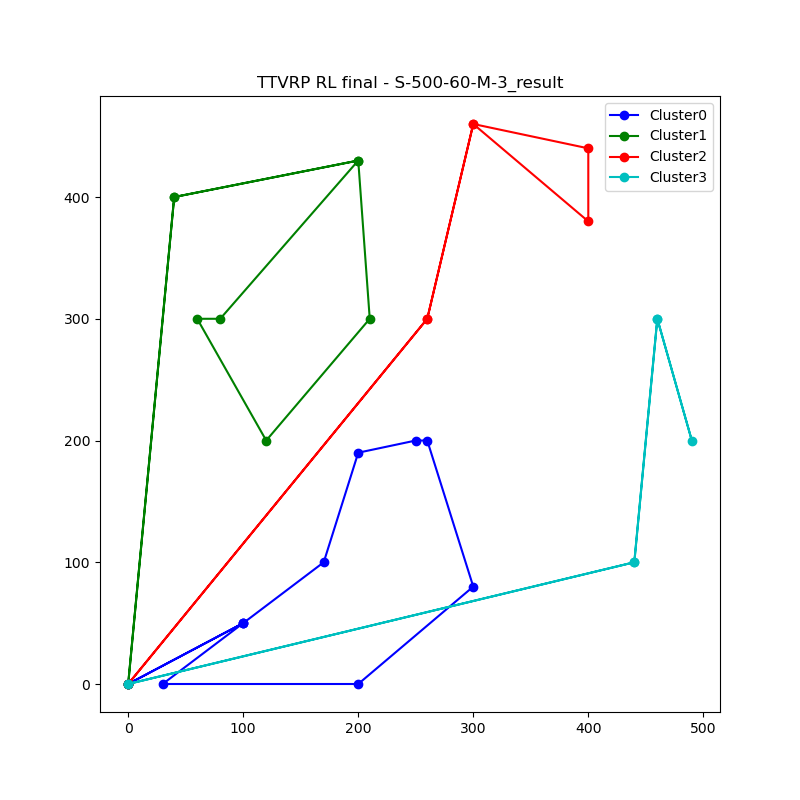 TTVRP RL final - S-500-60-M-3_result
Cluster0
Cluster1
Cluster2
Cluster3
400
300
200
100
0
0 100 200 300 400 500